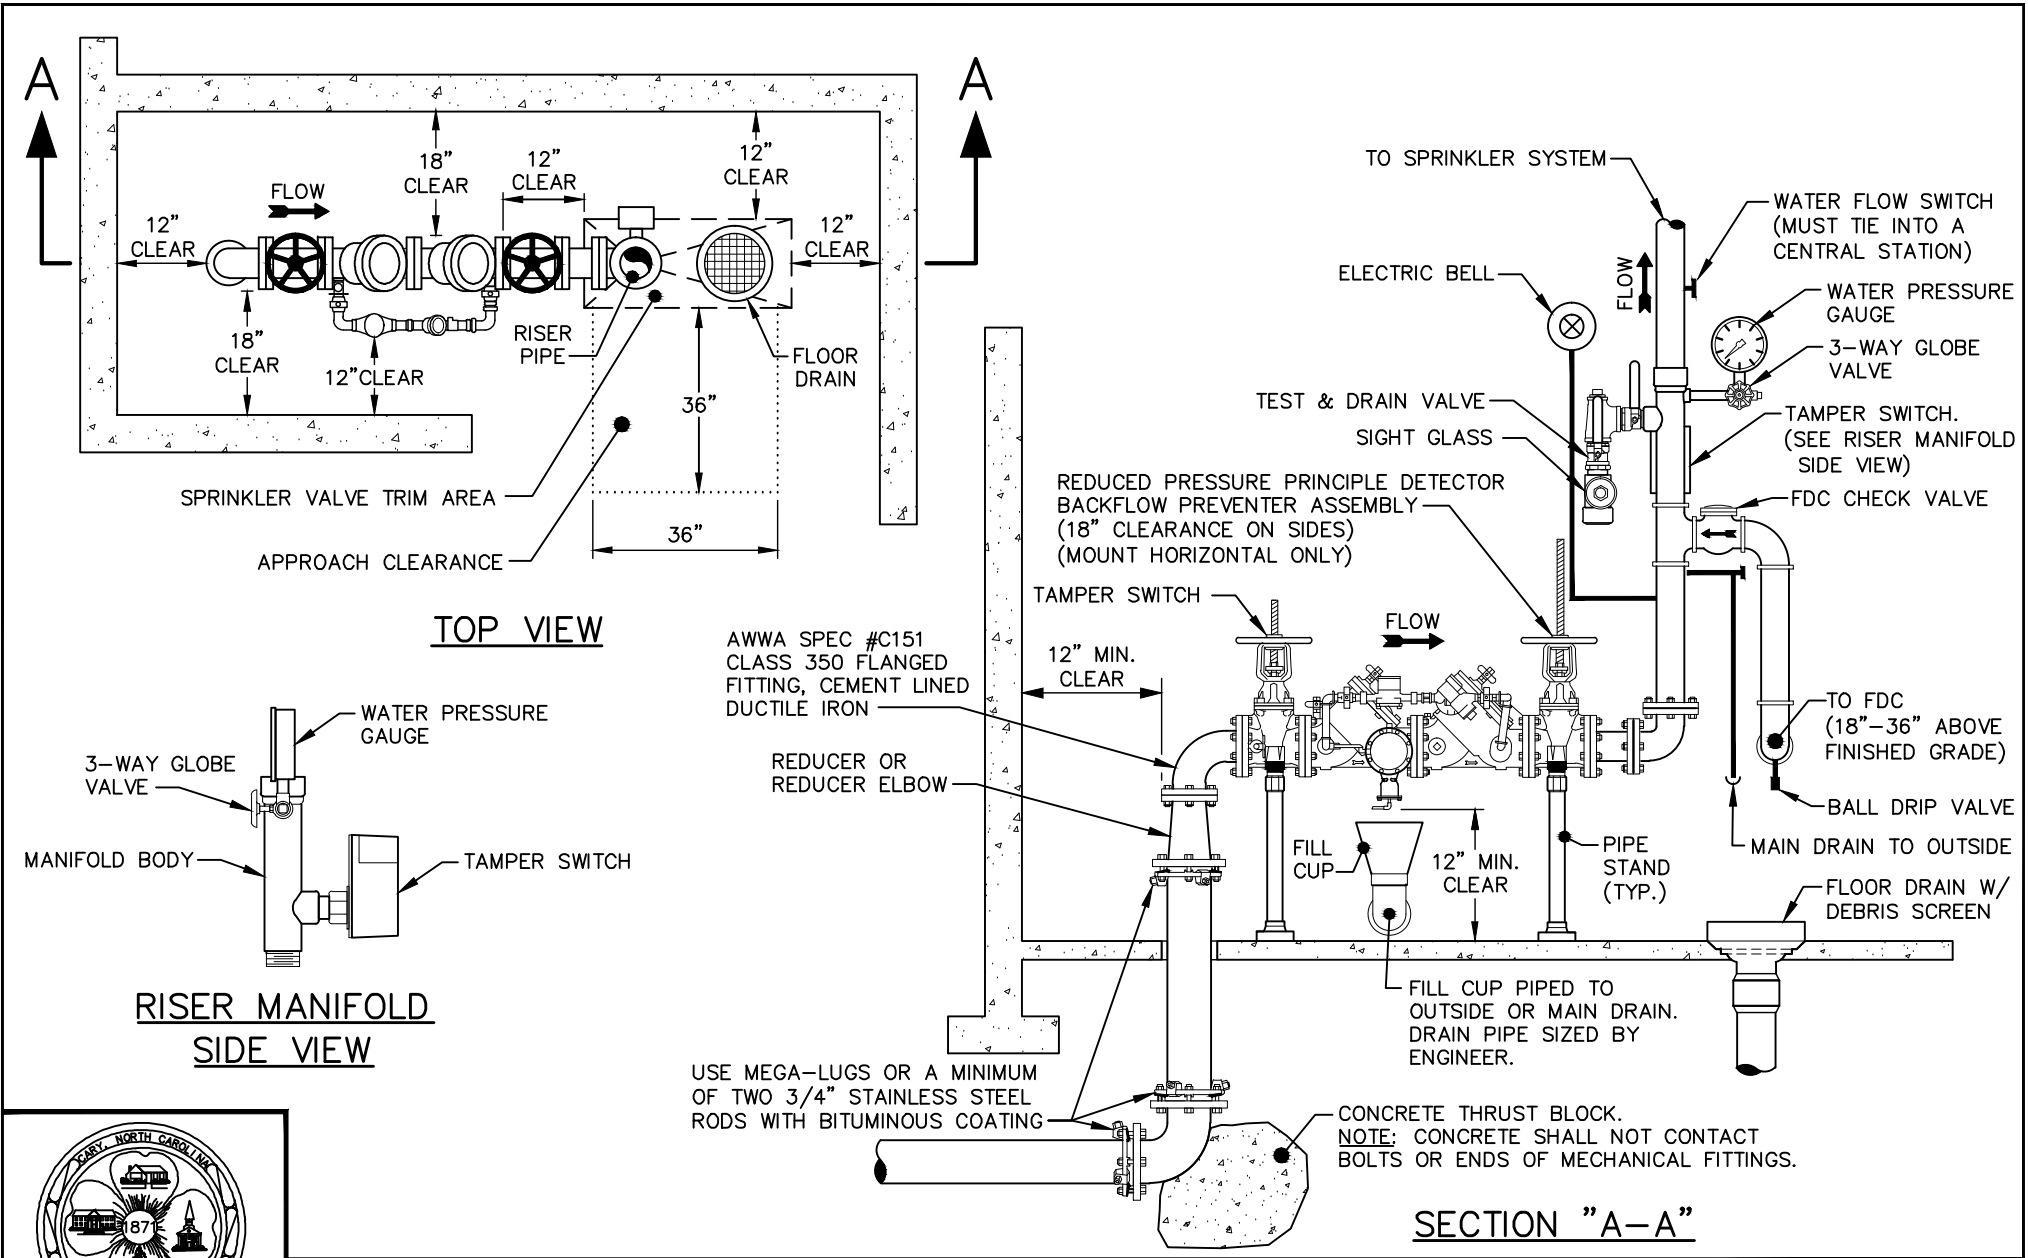 A
A
18"
CLEAR
12"
CLEAR
12"
CLEAR
FLOW
12"
CLEAR
12"
CLEAR
18"
CLEAR
12"CLEAR
RISER
PIPE
FLOOR
DRAIN
36"
SPRINKLER VALVE TRIM AREA
36"
APPROACH CLEARANCE
TOP VIEW
TO SPRINKLER SYSTEM
WATER FLOW SWITCH
(MUST TIE INTO A
CENTRAL STATION)
ELECTRIC BELL
FLOW
WATER PRESSURE
GAUGE
3-WAY GLOBE
VALVE
TEST & DRAIN VALVE
SIGHT GLASS
TAMPER SWITCH.
(SEE RISER MANIFOLD
SIDE VIEW)
REDUCED PRESSURE PRINCIPLE DETECTOR
BACKFLOW PREVENTER ASSEMBLY
(18" CLEARANCE ON SIDES)
(MOUNT HORIZONTAL ONLY)
FDC CHECK VALVE
TAMPER SWITCH
FLOW
AWWA SPEC #C151
CLASS 350 FLANGED
FITTING, CEMENT LINED
DUCTILE IRON
12" MIN.
CLEAR
REDUCER OR
REDUCER ELBOW
TO FDC
(18"-36" ABOVE
FINISHED GRADE)
BALL DRIP VALVE
MAIN DRAIN TO OUTSIDE
FILL
CUP
12" MIN.
CLEAR
PIPE
STAND
(TYP.)
FLOOR DRAIN W/
DEBRIS SCREEN
FILL CUP PIPED TO
OUTSIDE OR MAIN DRAIN.
DRAIN PIPE SIZED BY
ENGINEER.
USE MEGA-LUGS OR A MINIMUM
OF TWO 3/4" STAINLESS STEEL
RODS WITH BITUMINOUS COATING
CONCRETE THRUST BLOCK.
NOTE: CONCRETE SHALL NOT CONTACT
BOLTS OR ENDS OF MECHANICAL FITTINGS.
SECTION "A-A"
WATER PRESSURE
GAUGE
3-WAY GLOBE
VALVE
MANIFOLD BODY
TAMPER SWITCH
RISER MANIFOLD
SIDE VIEW
CARY, NORTH CAROLINA
1871